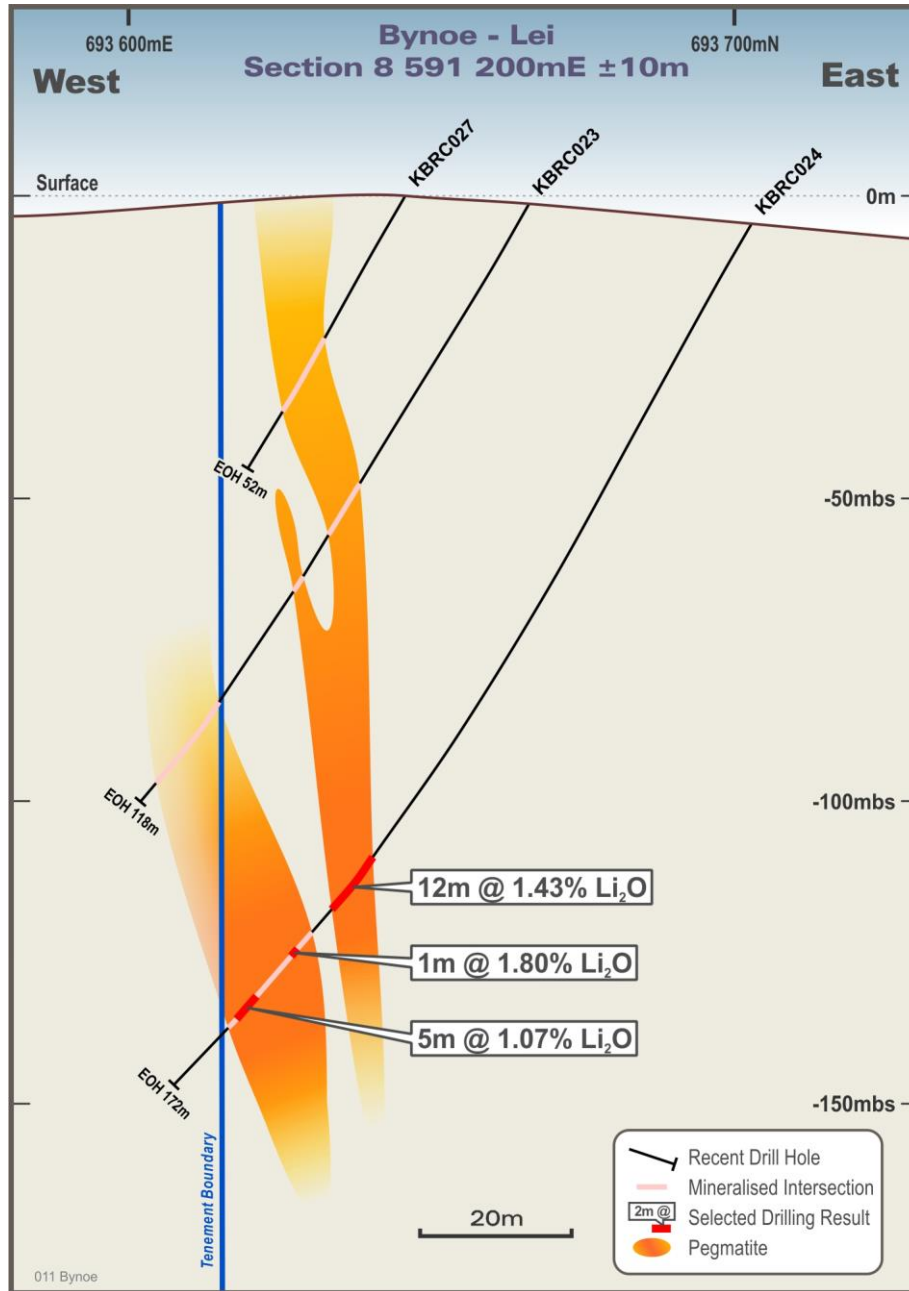 693 600mE
Bynoe - Lei
693 700mN
Section 8 591 200mE ±10m
West
East
KBRC027
KBRC023
KBRC024
Surface
0m
EOH 52m
-50mbs
EOH 118m
-100mbs
12m @ 1.43% Li₂O
1m @ 1.80% Li₂O
5m @ 1.07% Li₂O
EOH 172m
-150mbs
Tenement Boundary
20m
Recent Drill Hole
Mineralised Intersection
2m @
Selected Drilling Result
Pegmatite
011 Bynoe